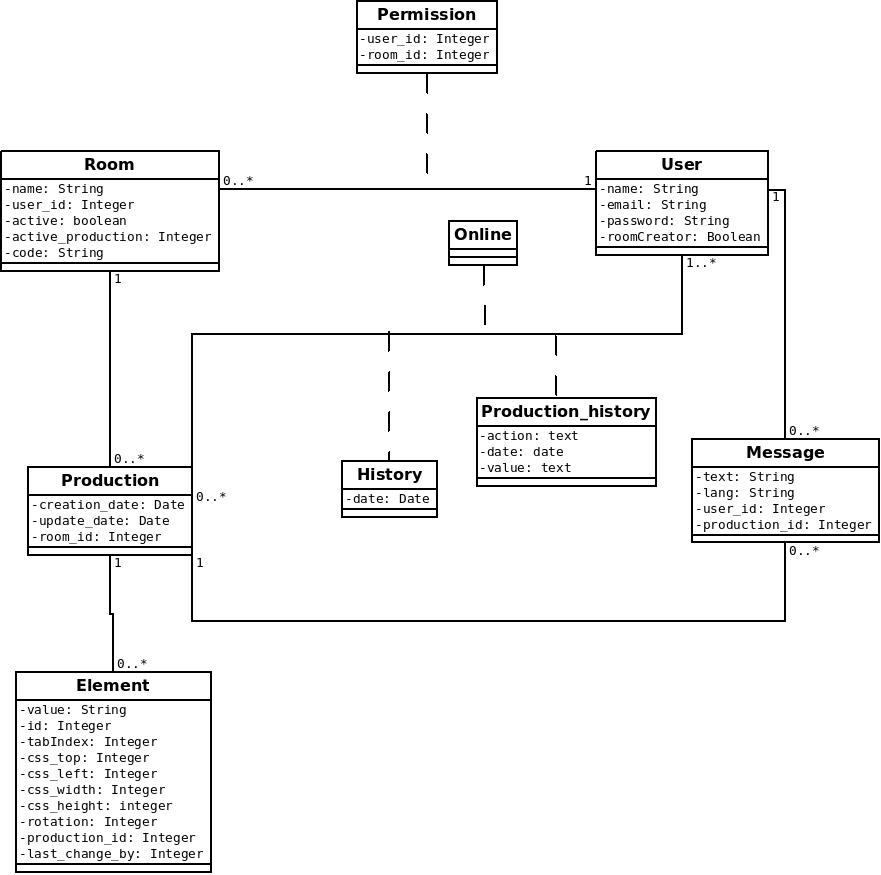 Permission
-user_id: Integer
-room_id: Integer
Room
-name: String
-user_id: Integer
-active: boolean
-active_production: Integer
-code: String
0..*
1
User
-name: String
-email: String
-password: String
-roomCreator: Boolean
1
Online
1..*
1
Production_history
-action: text
-date: date
-value: text
0..*
0..*
Message
-text: String
-lang: String
-user_id: Integer
-production_id: Integer
Production
-creation_date: Date
-update_date: Date
-room_id: Integer
0..*
History
-date: Date
1
1
0..*
0..*
Element
-value: String
-id: Integer
-tabIndex: Integer
-css_top: Integer
-css_left: Integer
-css_width: Integer
-css_height: integer
-rotation: Integer
-production_id: Integer
-last_change_by: Integer